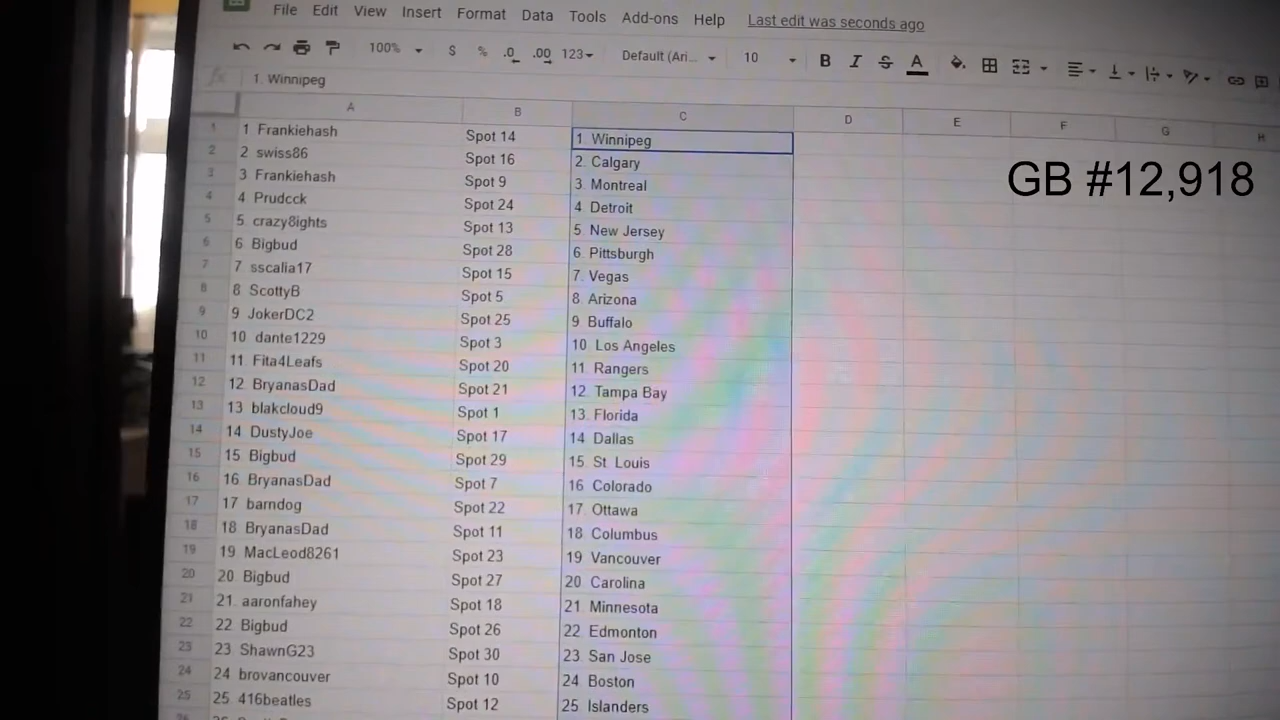 File Edit View Insert Format Data Tools Add-ons Help Last edit was seconds ago
100% $ % .0 .00 123 Default (Ari... 10 B I S A
fx 1. Winnipeg
A B C D E F G H
GB #12,918
1 1 Frankiehash Spot 14 1 Winnipeg
2 2 swiss86 Spot 16 2. Calgary
3 3 Frankiehash Spot 9 3. Montreal
4 4 Prudcck Spot 24 4 Detroit
5 5 crazy8ights Spot 13 5. New Jersey
6 6 Bigbud Spot 28 6. Pittsburgh
7 7 sscalia17 Spot 15 7. Vegas
8 8 ScottyB Spot 5 8 Arizona
9 9 JokerDC2 Spot 25 9 Buffalo
10 10 dante1229 Spot 3 10 Los Angeles
11 11. Fita4Leafs Spot 20 11. Rangers
12 12 BryanasDad Spot 21 12. Tampa Bay
13 13 blakcloud9 Spot 1 13. Florida
14 14 DustyJoe Spot 17 14 Dallas
15 15 Bigbud Spot 29 15 St Louis
16 16 BryanasDad Spot 7 16 Colorado
17 17 barndog Spot 22 17. Ottawa
18 18 BryanasDad Spot 11 18 Columbus
19 19 MacLeod8261 Spot 23 19 Vancouver
20 20 Bigbud Spot 27 20 Carolina
21 21. aaronfahey Spot 18 21. Minnesota
22 22 Bigbud Spot 26 22 Edmonton
23 23. ShawnG23 Spot 30 23. San Jose
24 24 brovancouver Spot 10 24. Boston
25 25 416beatles Spot 12 25 Islanders